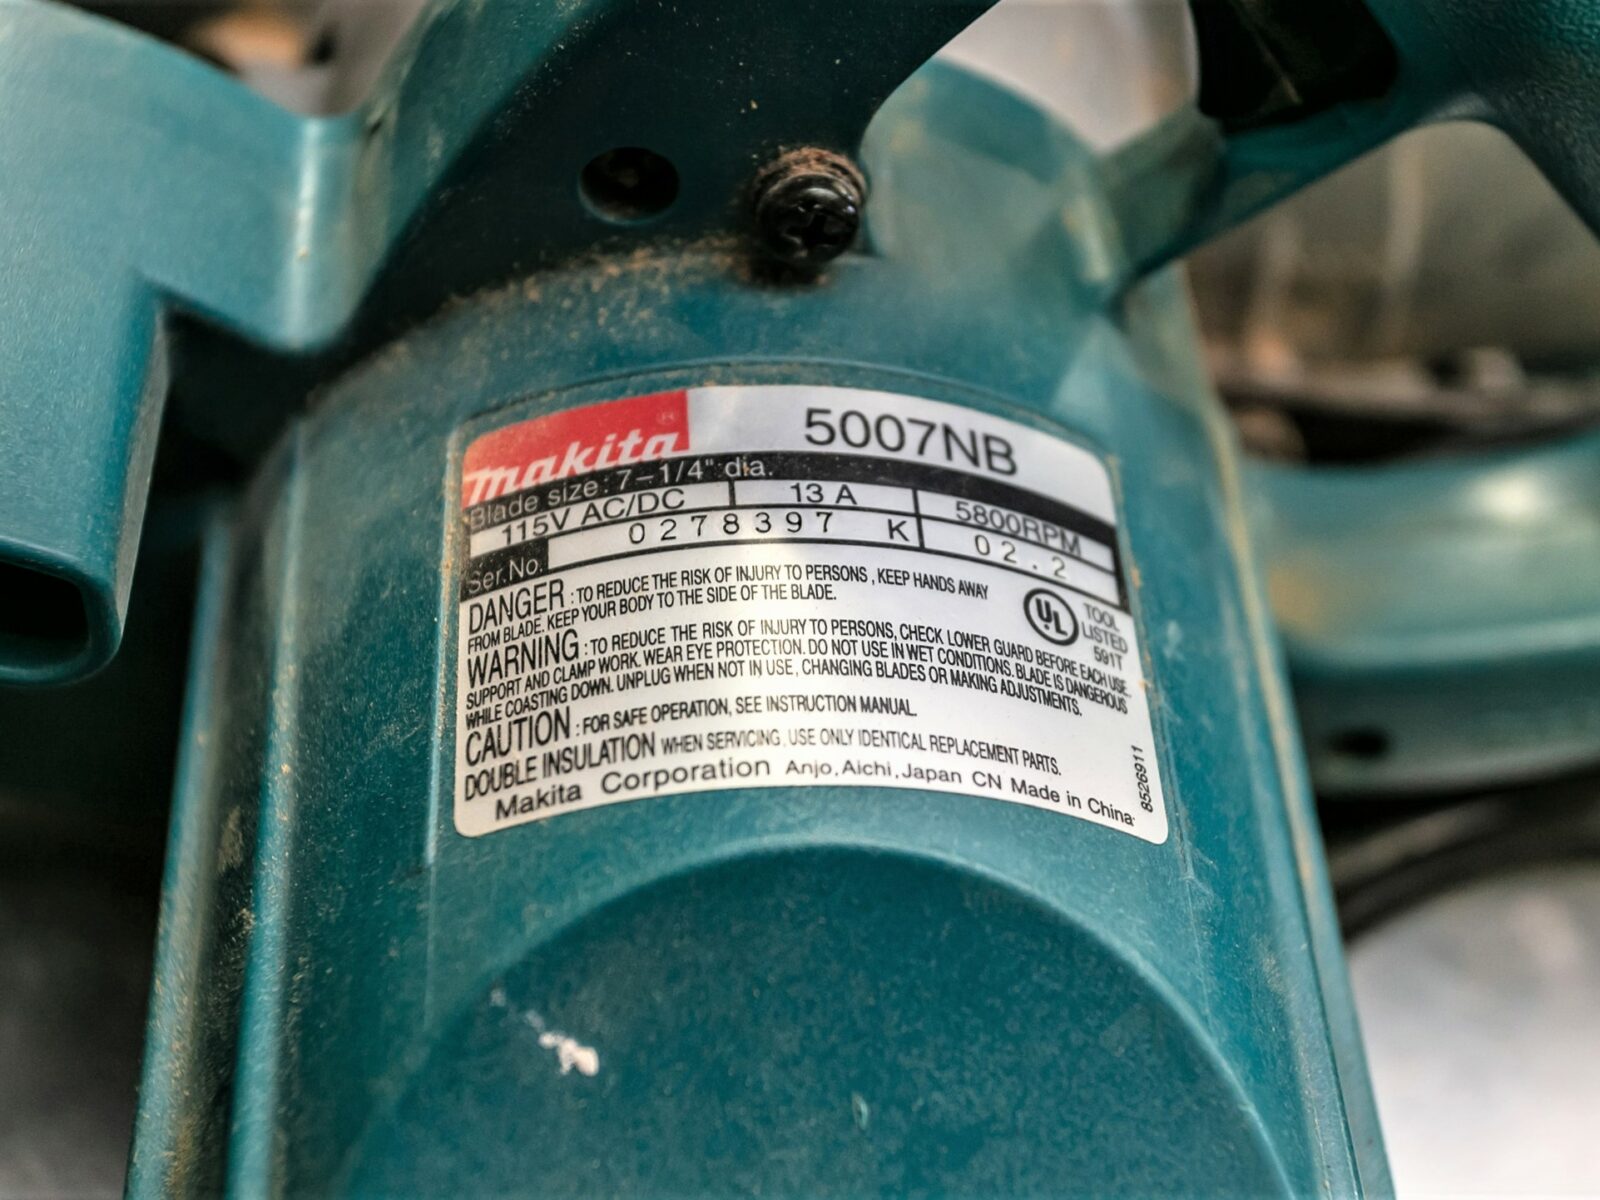 makita® 5007NB
Blade size: 7-1/4" dia.
115V AC/DC 13 A 5800RPM
Ser.No. 0278397 K 02.2
DANGER : TO REDUCE THE RISK OF INJURY TO PERSONS, KEEP HANDS AWAY
FROM BLADE. KEEP YOUR BODY TO THE SIDE OF THE BLADE.
UL TOOL
LISTED
591T
WARNING : TO REDUCE THE RISK OF INJURY TO PERSONS, CHECK LOWER GUARD BEFORE EACH USE.
SUPPORT AND CLAMP WORK. WEAR EYE PROTECTION. DO NOT USE IN WET CONDITIONS. BLADE IS DANGEROUS
WHILE COASTING DOWN. UNPLUG WHEN NOT IN USE, CHANGING BLADES OR MAKING ADJUSTMENTS.
CAUTION : FOR SAFE OPERATION, SEE INSTRUCTION MANUAL.
DOUBLE INSULATION WHEN SERVICING, USE ONLY IDENTICAL REPLACEMENT PARTS.
Makita Corporation Anjo, Aichi, Japan CN Made in China
8526911